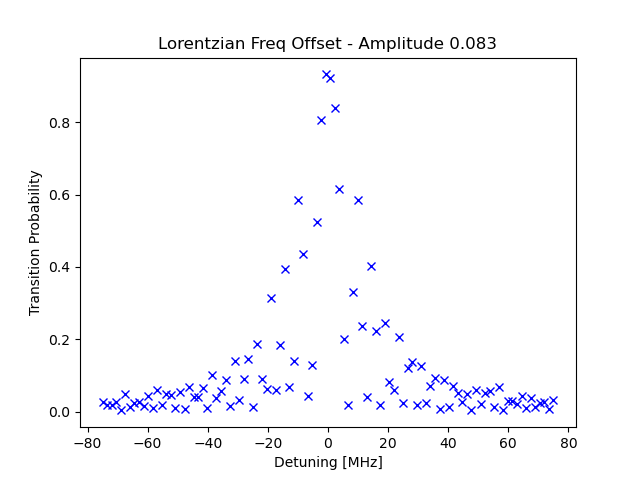 Lorentzian Freq Offset - Amplitude 0.083
Transition Probability
0.8
0.6
0.4
0.2
0.0
−80 −60 −40 −20 0 20 40 60 80
Detuning [MHz]